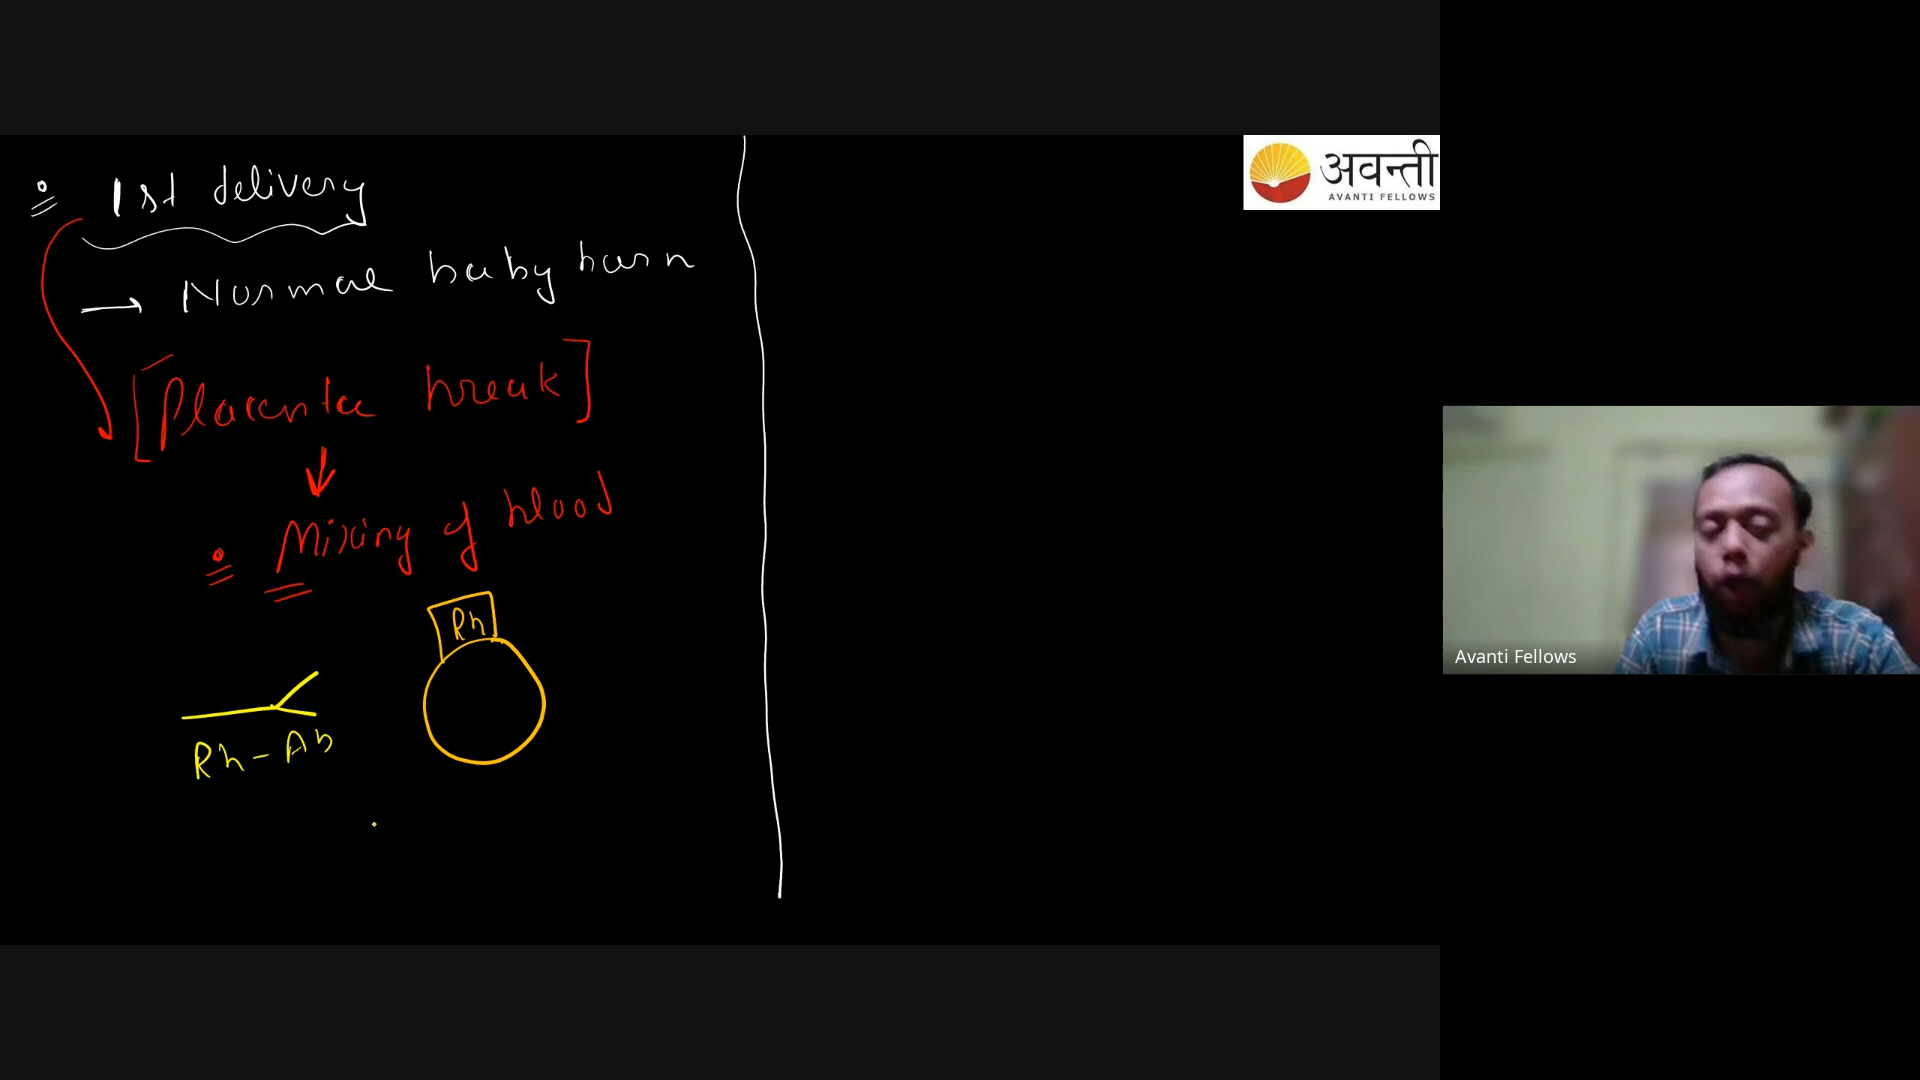 1st delivery
→ Normal baby born
[Placenta break]
↓
Mixing of blood
Rh
Rh-Ab
अवन्ती
AVANTI FELLOWS
Avanti Fellows